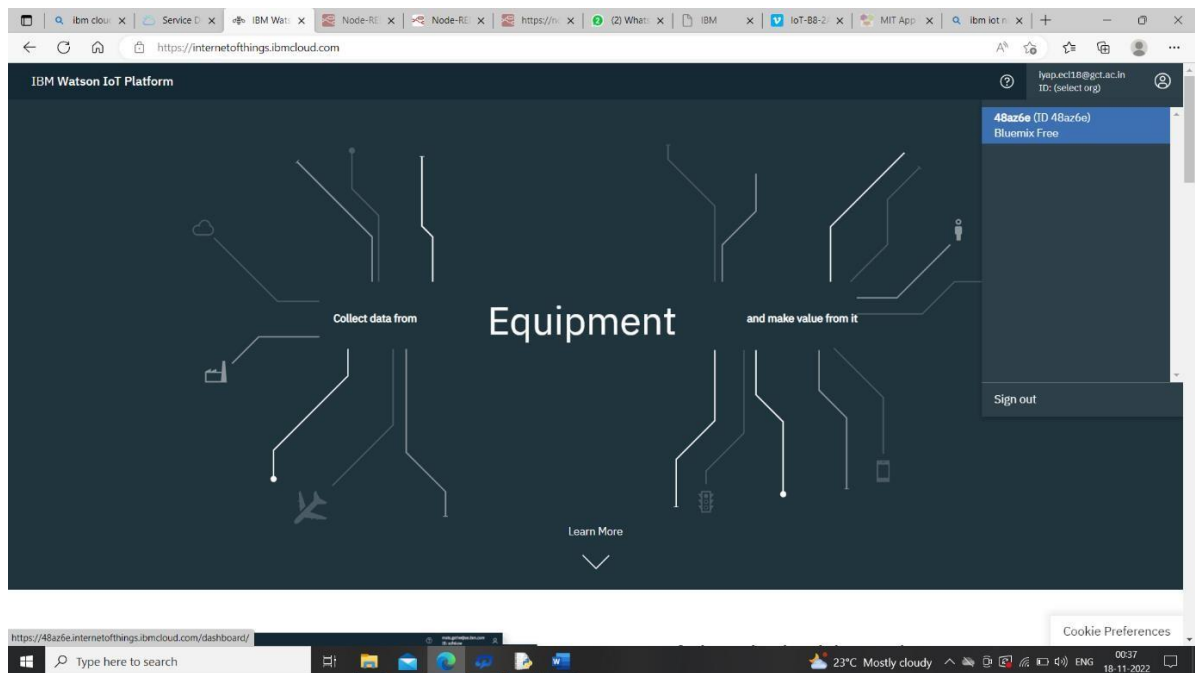 ibm clou
Service D
IBM Wats
Node-RE
Node-RE
https://n
(2) Whats
IBM
IoT-B8-2
MIT App
ibm iot n
https://internetofthings.ibmcloud.com
IBM Watson IoT Platform
iyap.ecl18@gct.ac.in
ID: (select org)
48az6e (ID 48az6e)
Bluemix Free
Sign out
Collect data from
Equipment
and make value from it
Learn More
Cookie Preferences
https://48az6e.internetofthings.ibmcloud.com/dashboard/
Type here to search
23°C Mostly cloudy
ENG
00:37
18-11-2022